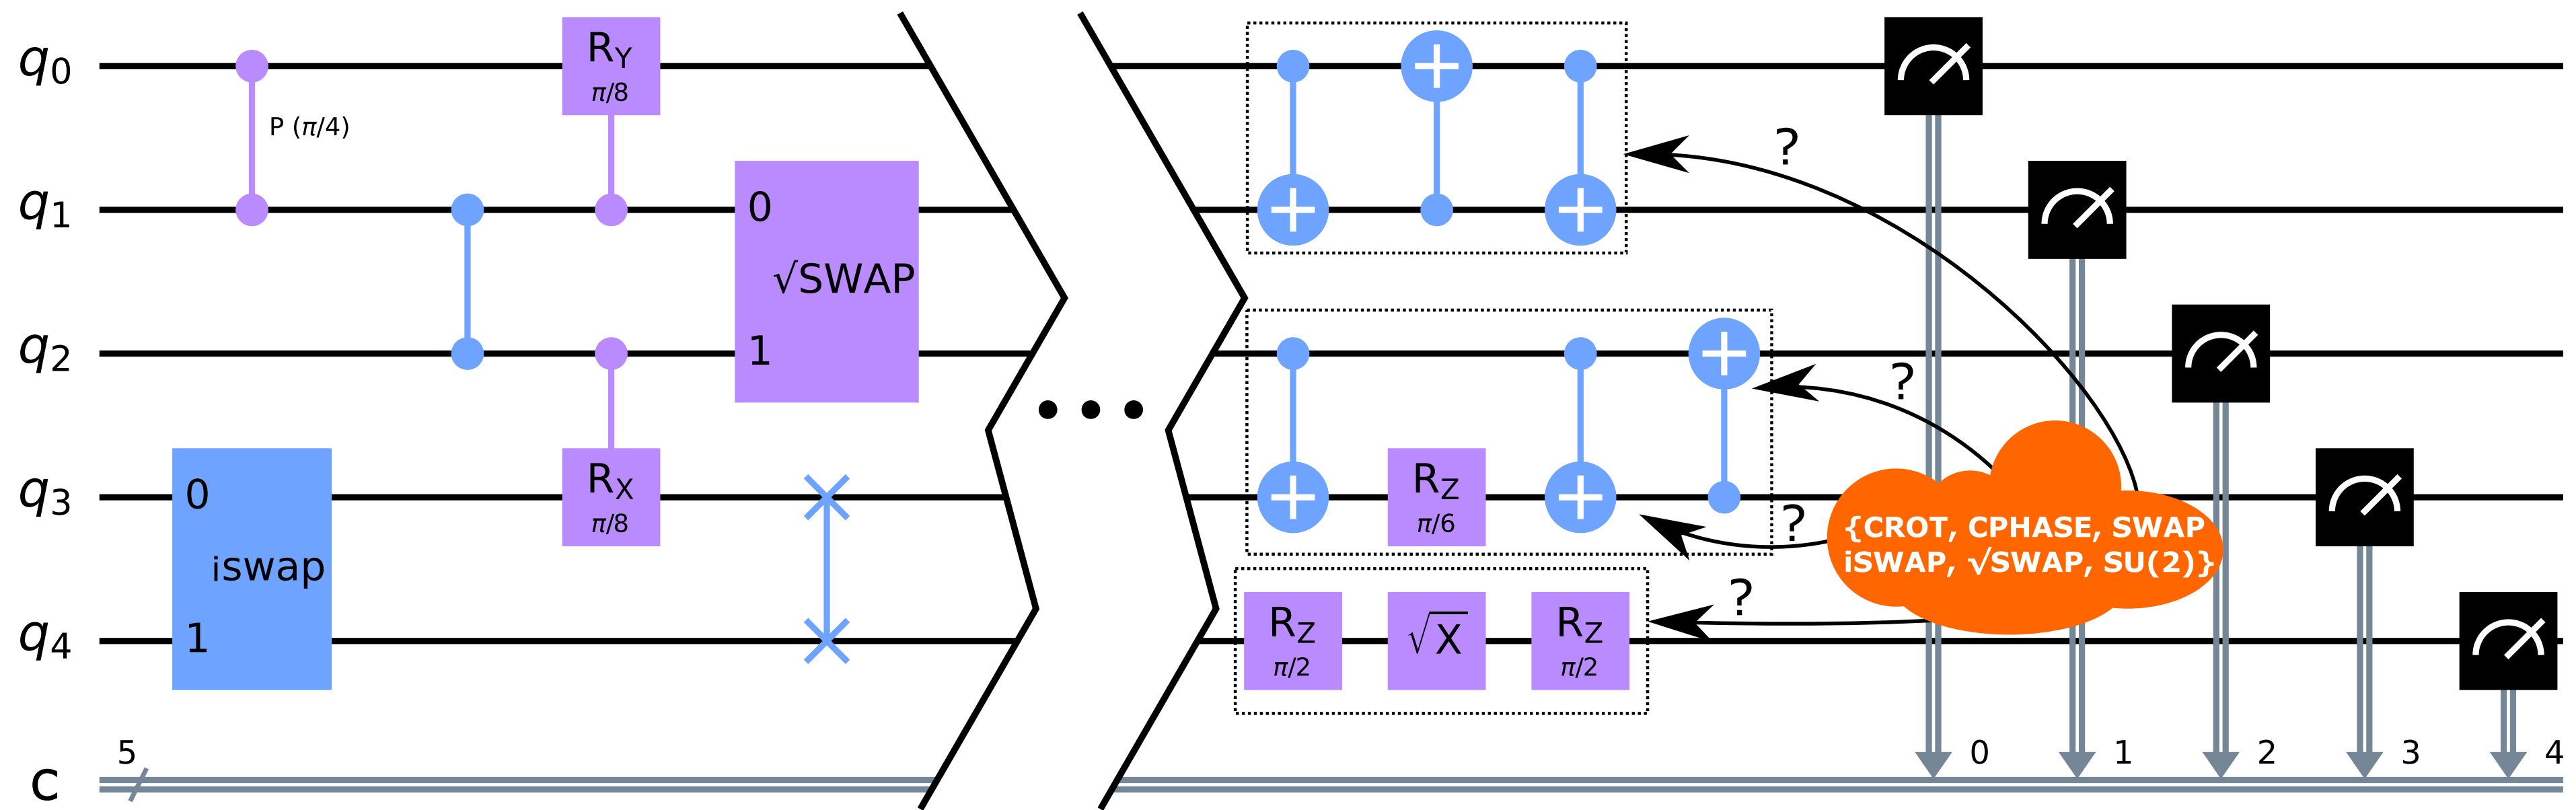 q0
RY
π/8
P (π/4)
?
q1
0
√SWAP
q2
1
?
q3
0
RX
π/8
RZ
π/6
?
{CROT, CPHASE, SWAP
iSWAP, √SWAP, SU(2)}
iswap
q4
1
RZ
π/2
√X
RZ
π/2
?
5
0
1
2
3
4
c